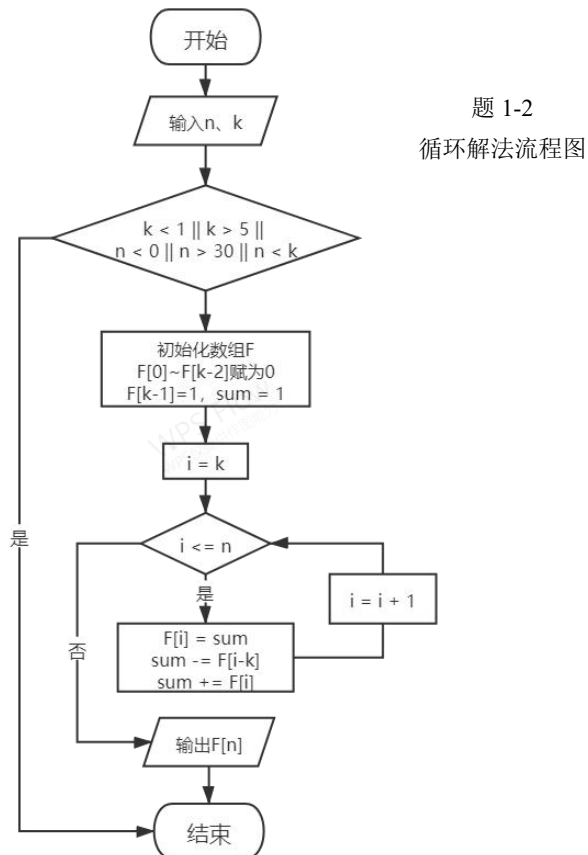 开始
题 1-2
循环解法流程图
输入n、k
k < 1 || k > 5 ||
n < 0 || n > 30 || n < k
初始化数组F
F[0]~F[k-2]赋为0
F[k-1]=1, sum = 1
i = k
i <= n
是
是
i = i + 1
F[i] = sum
sum -= F[i-k]
sum += F[i]
否
输出F[n]
结束